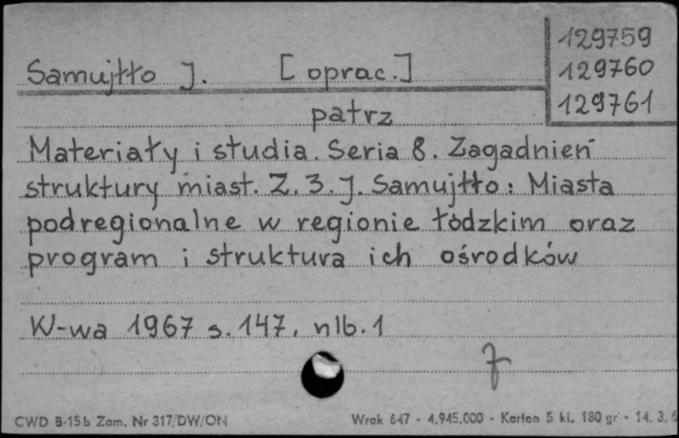 129759
Samujłło J. [oprac.]
129760
129761
patrz
Materiały i studia. Seria 8. Zagadnień
struktury miast. Z. 3. J. Samujłło: Miasta
podregionalne w regionie łódzkim oraz
program i struktura ich ośrodków
W-wa 1967 s. 147, nlb. 1
7
CWD B-15b Zam. Nr 317/DW/ON Wrak 647 - 4.945.000 - Karton 5 kl. 180 gr - 14. 3.